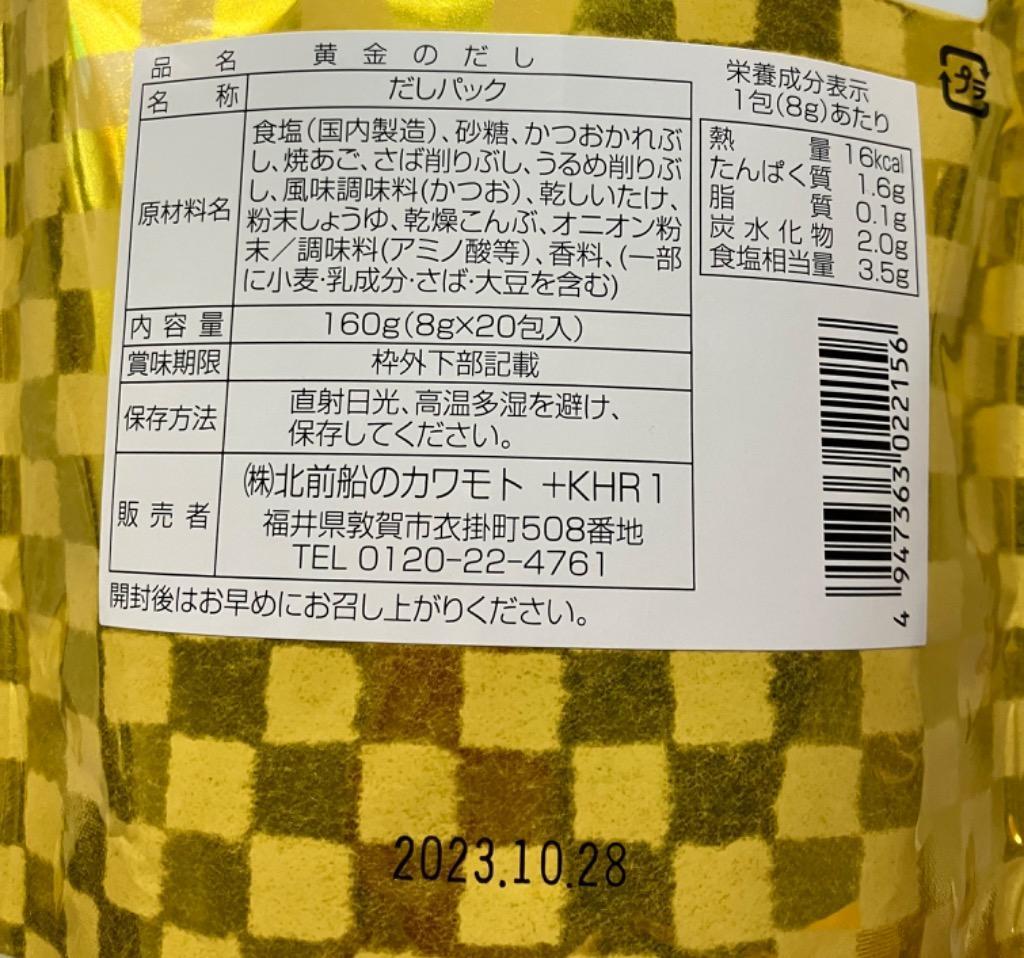 品名 黄金のだし
名称 だしパック
原材料名
食塩(国内製造)、砂糖、かつおかれぶ
し、焼あご、さば削りぶし、うるめ削りぶ
し、風味調味料(かつお)、乾しいたけ、
粉末しょうゆ、乾燥こんぶ、オニオン粉
末/調味料(アミノ酸等)、香料、(一部
に小麦・乳成分・さば・大豆を含む)
内容量 160g(8g×20包入)
賞味期限 枠外下部記載
保存方法
直射日光、高温多湿を避け、
保存してください。
販売者
(株)北前船のカワモト +KHR1
福井県敦賀市衣掛町508番地
TEL 0120-22-4761
開封後はお早めにお召し上がりください。
栄養成分表示
1包(8g)あたり
熱量 16kcal
たんぱく質 1.6g
脂質 0.1g
炭水化物 2.0g
食塩相当量 3.5g
プラ
4947363022156
2023.10.28